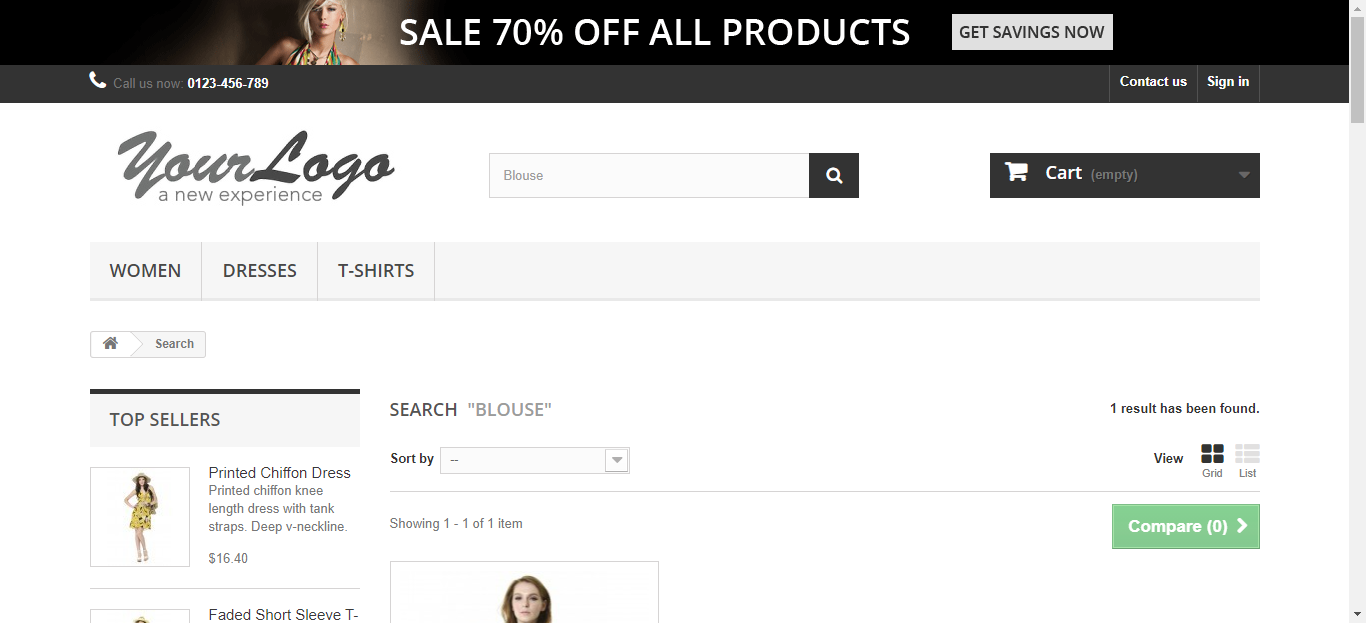 SALE 70% OFF ALL PRODUCTS GET SAVINGS NOW
Call us now: 0123-456-789 Contact us Sign in
YourLogo
a new experience
Blouse
Cart (empty)
WOMEN DRESSES T-SHIRTS
Search
TOP SELLERS
Printed Chiffon Dress
Printed chiffon knee
length dress with tank
straps. Deep v-neckline.
$16.40
Faded Short Sleeve T-
SEARCH "BLOUSE"
1 result has been found.
Sort by --
View Grid List
Showing 1 - 1 of 1 item
Compare (0)